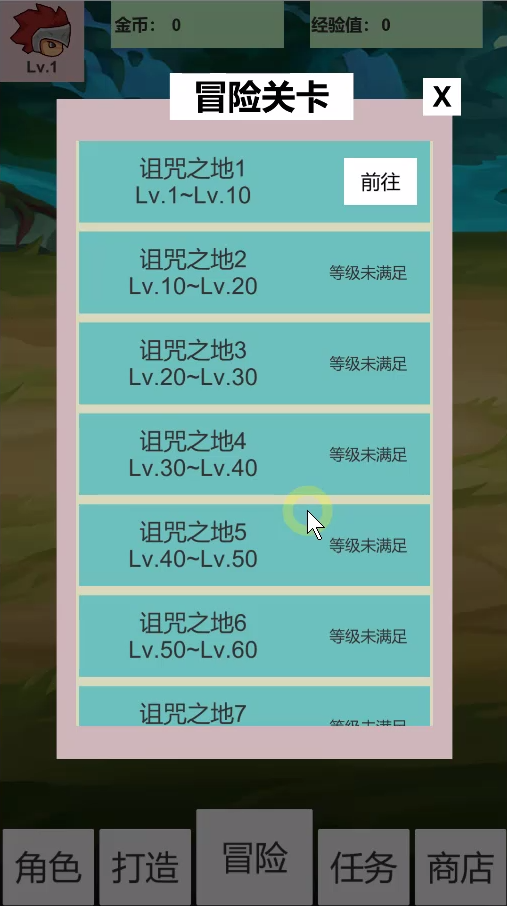 金币： 0
经验值：0
Lv.1
冒险关卡
X
诅咒之地1
Lv.1~Lv.10
前往
诅咒之地2
Lv.10~Lv.20
等级未满足
诅咒之地3
Lv.20~Lv.30
等级未满足
诅咒之地4
Lv.30~Lv.40
等级未满足
诅咒之地5
Lv.40~Lv.50
等级未满足
诅咒之地6
Lv.50~Lv.60
等级未满足
诅咒之地7
等级未满足
角色
打造
冒险
任务
商店